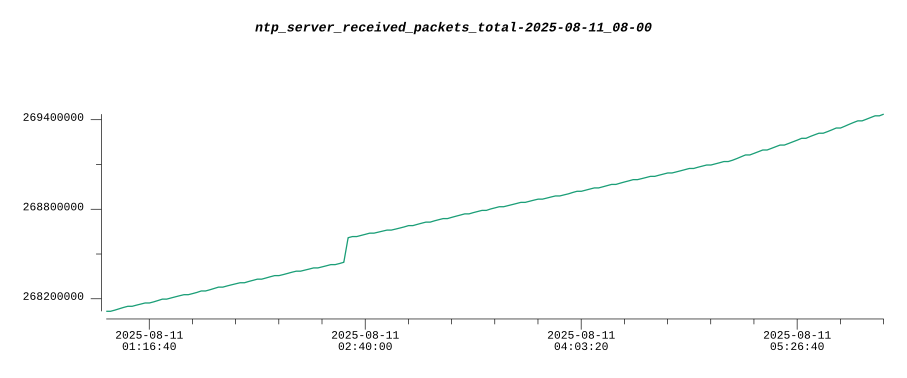 ntp_server_received_packets_total-2025-08-11_08-00
269400000
268800000
268200000
2025-08-11 2025-08-11 2025-08-11 2025-08-11
01:16:40 02:40:00 04:03:20 05:26:40